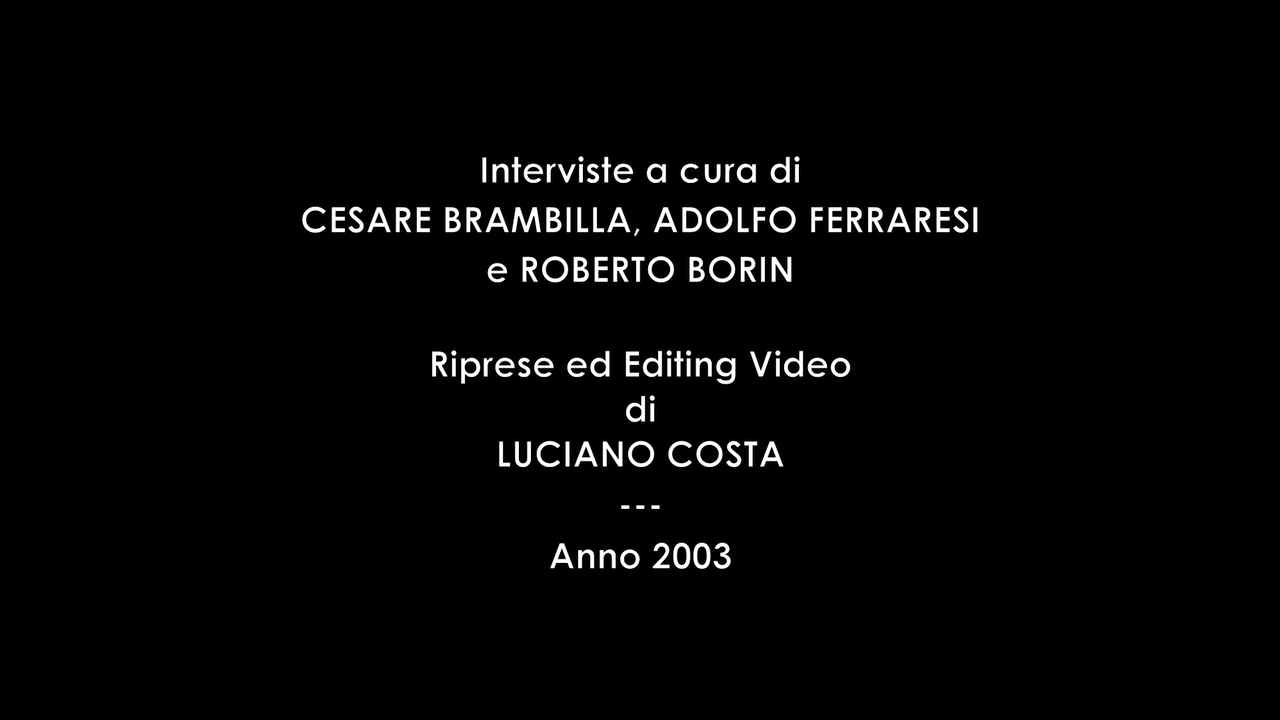 Interviste a cura di
CESARE BRAMBILLA, ADOLFO FERRARESI
e ROBERTO BORIN
Riprese ed Editing Video
di
LUCIANO COSTA
---
Anno 2003